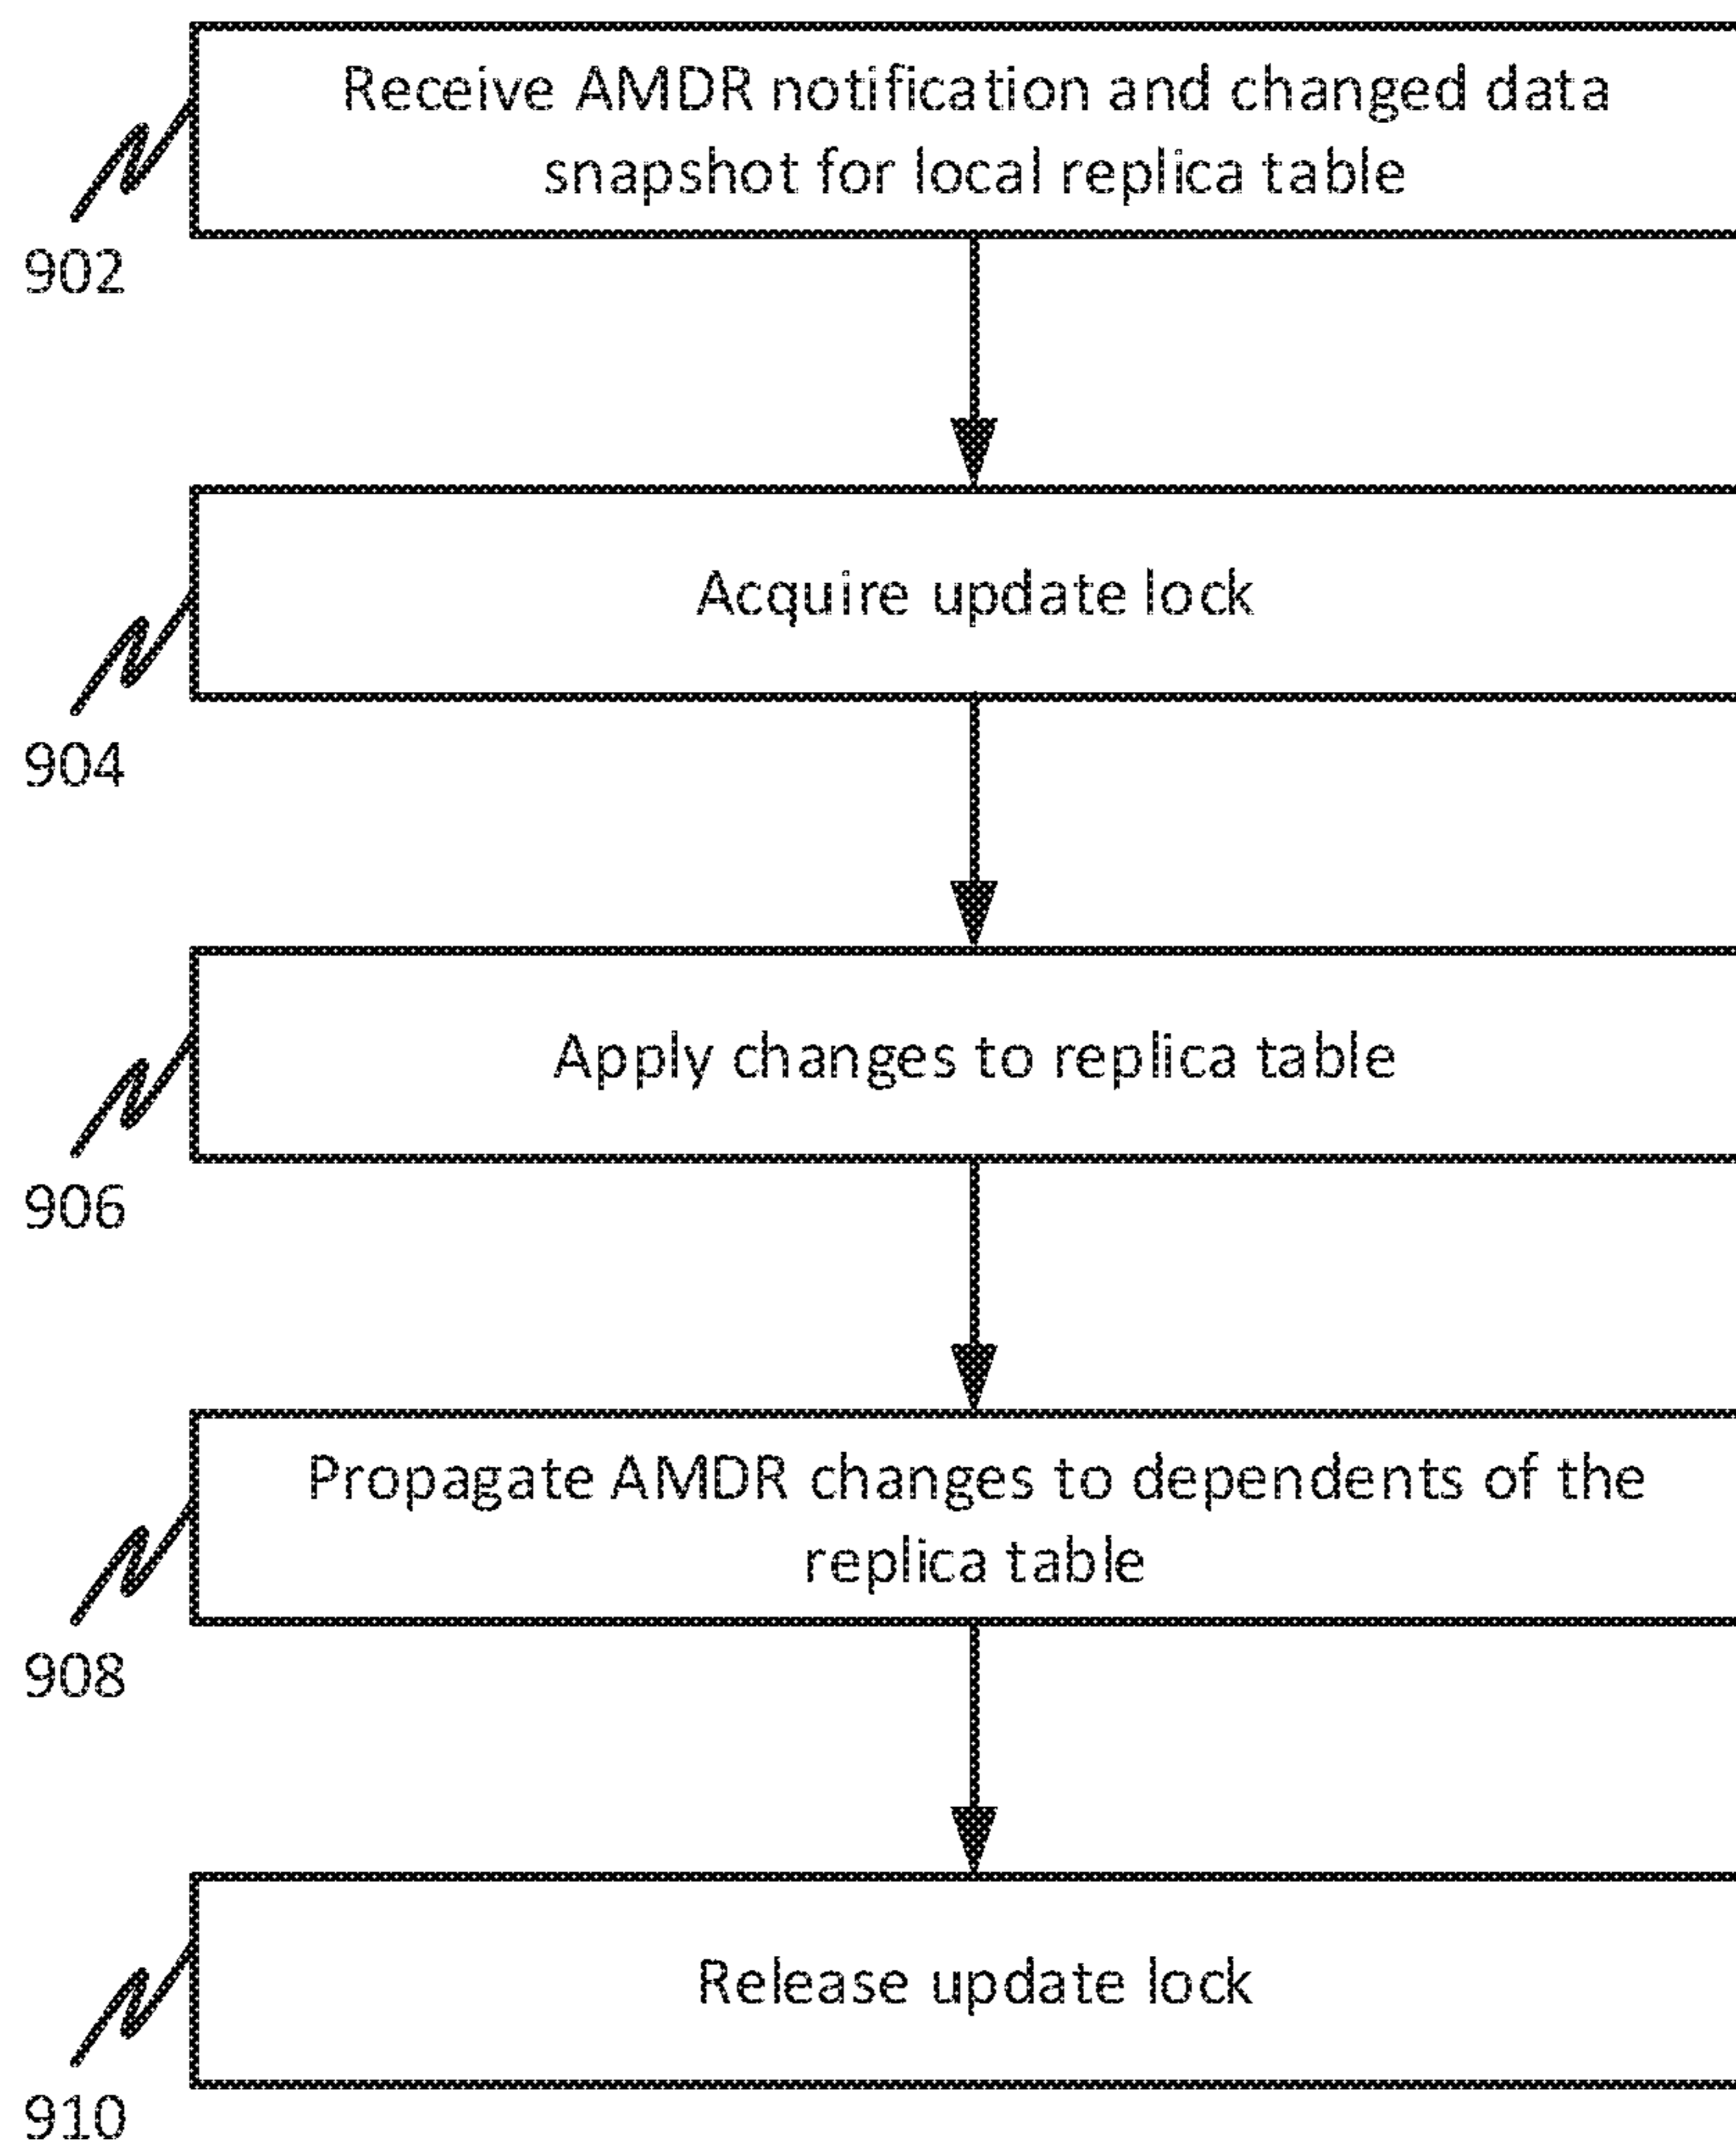 Receive AMDR notification and changed data
snapshot for local replica table
902
Acquire update lock
904
Apply changes to replica table
906
Propagate AMDR changes to dependents of the
replica table
908
Release update lock
910